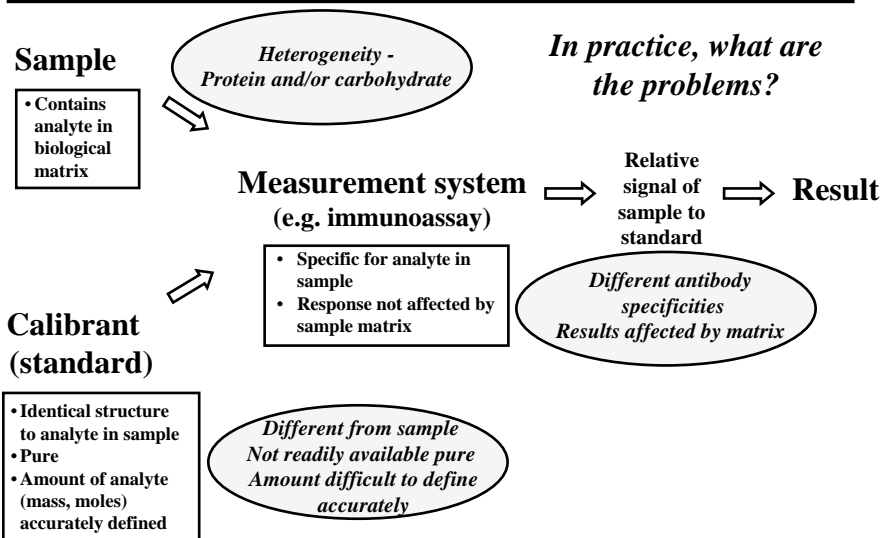 Heterogeneity -
Protein and/or carbohydrate
In practice, what are
the problems?
Sample
• Contains
analyte in
biological
matrix
Measurement system
(e.g. immunoassay)
Relative
signal of
sample to
standard
Result
• Specific for analyte in
sample
• Response not affected by
sample matrix
Different antibody
specificities
Results affected by matrix
Calibrant
(standard)
• Identical structure
to analyte in sample
• Pure
• Amount of analyte
(mass, moles)
accurately defined
Different from sample
Not readily available pure
Amount difficult to define
accurately